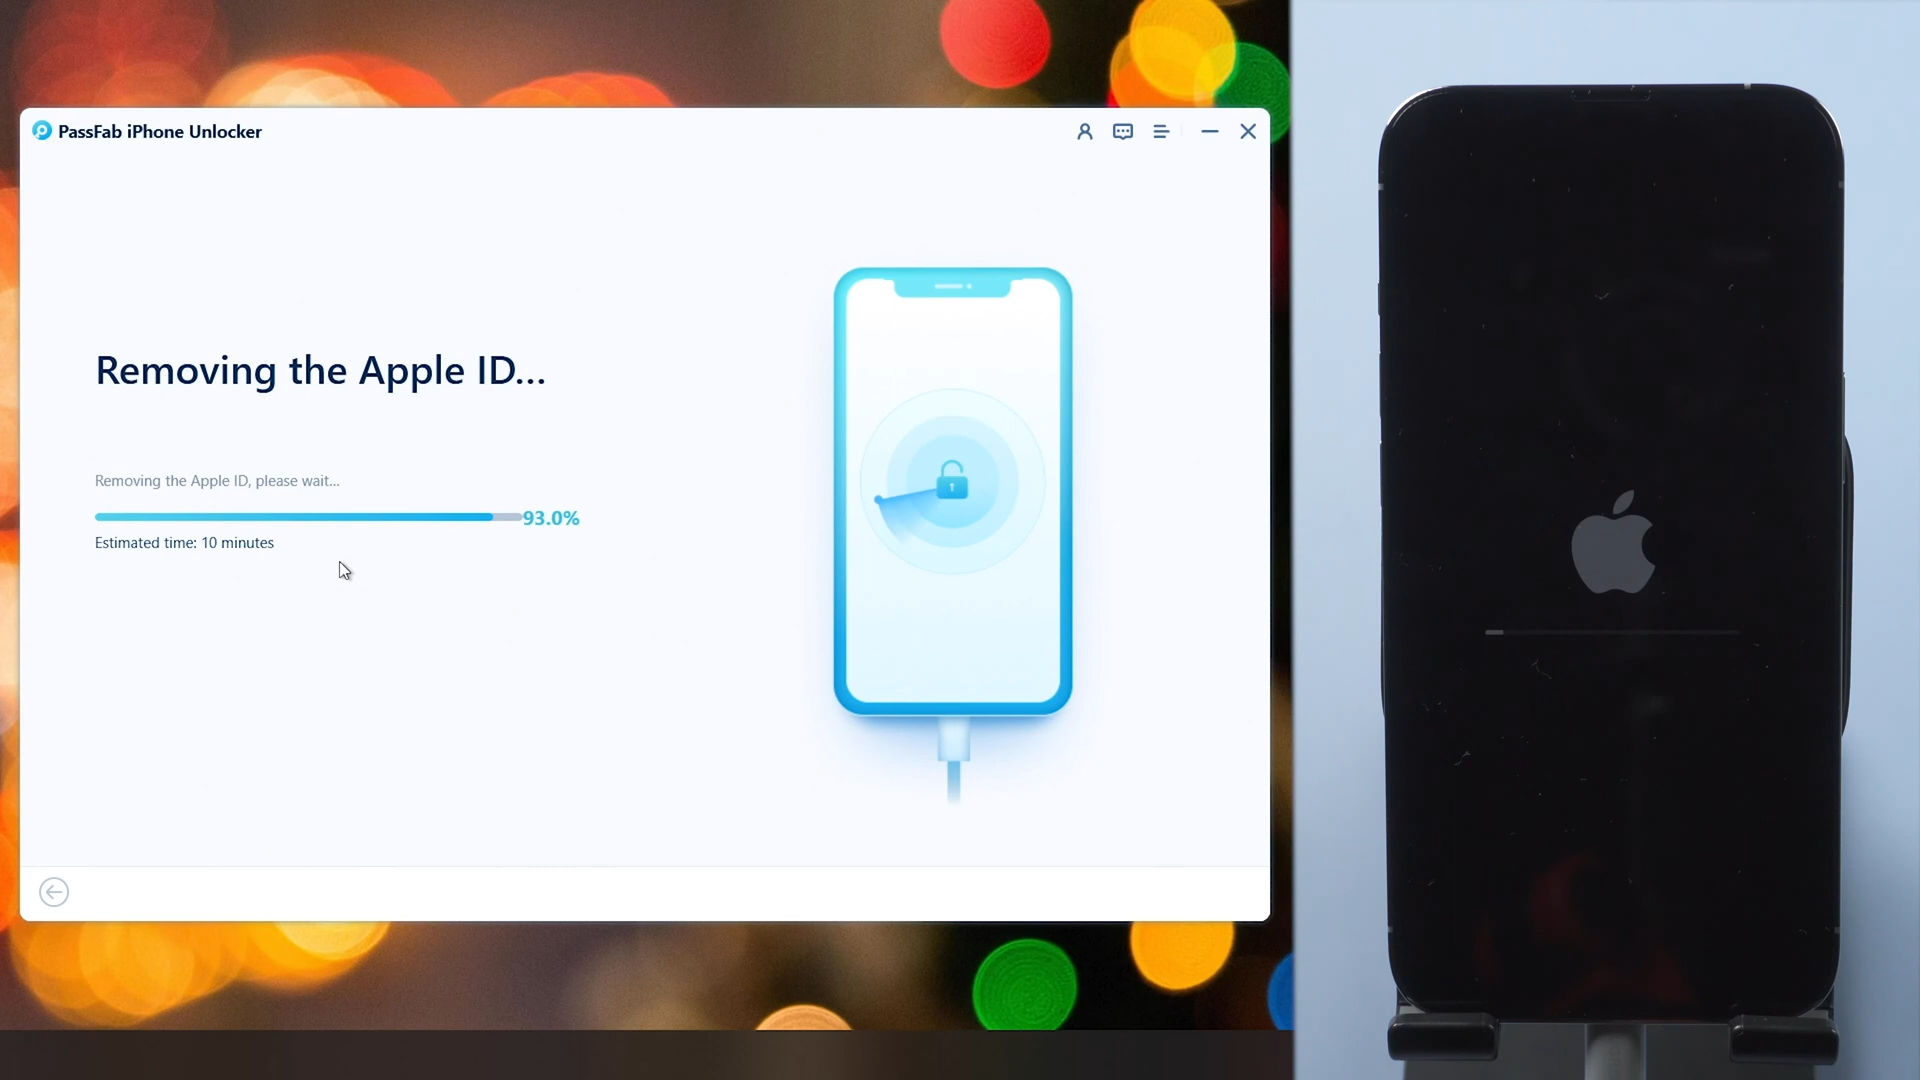 PassFab iPhone Unlocker
Removing the Apple ID...
Removing the Apple ID, please wait...
93.0%
Estimated time: 10 minutes